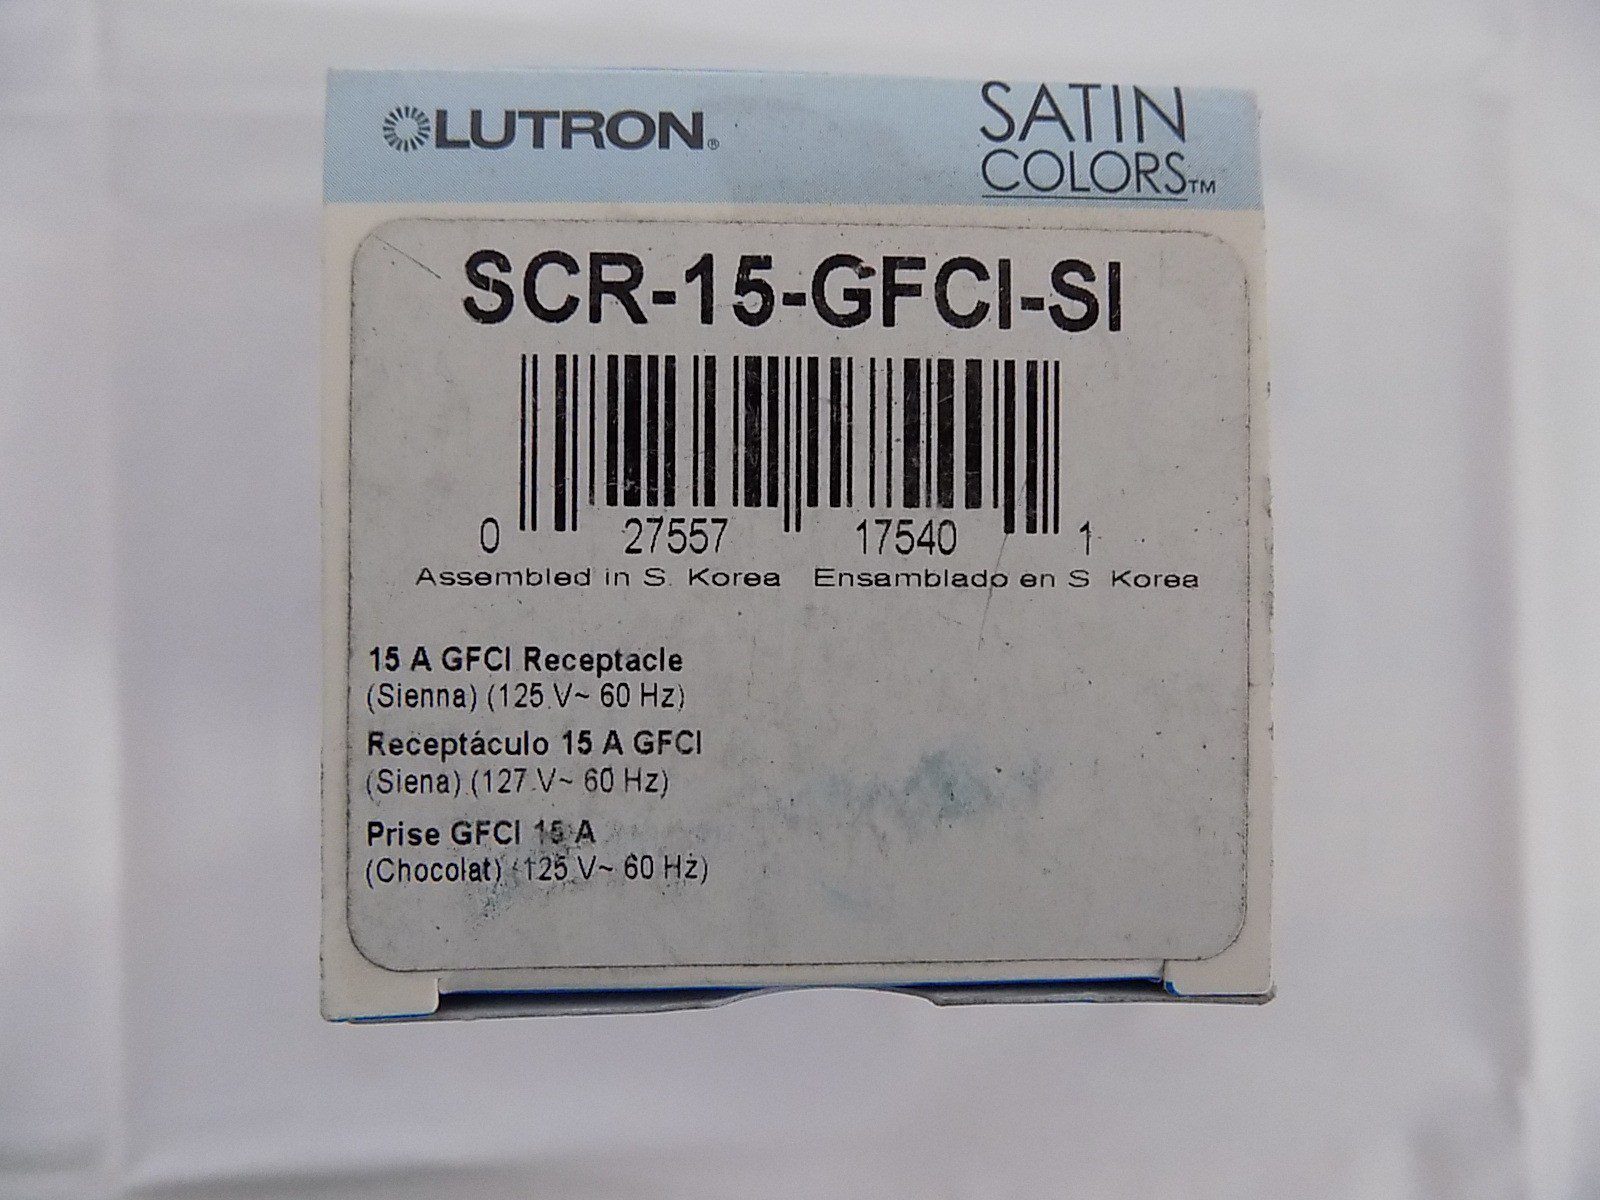 LUTRON®
SATIN
COLORS™
SCR-15-GFCI-SI
0 27557 17540 1
Assembled in S. Korea Ensamblado en S Korea
15 A GFCI Receptacle
(Sienna) (125 V~ 60 Hz)
Receptáculo 15 A GFCI
(Siena) (127 V~ 60 Hz)
Prise GFCI 15 A
(Chocolat) (125 V~ 60 Hz)